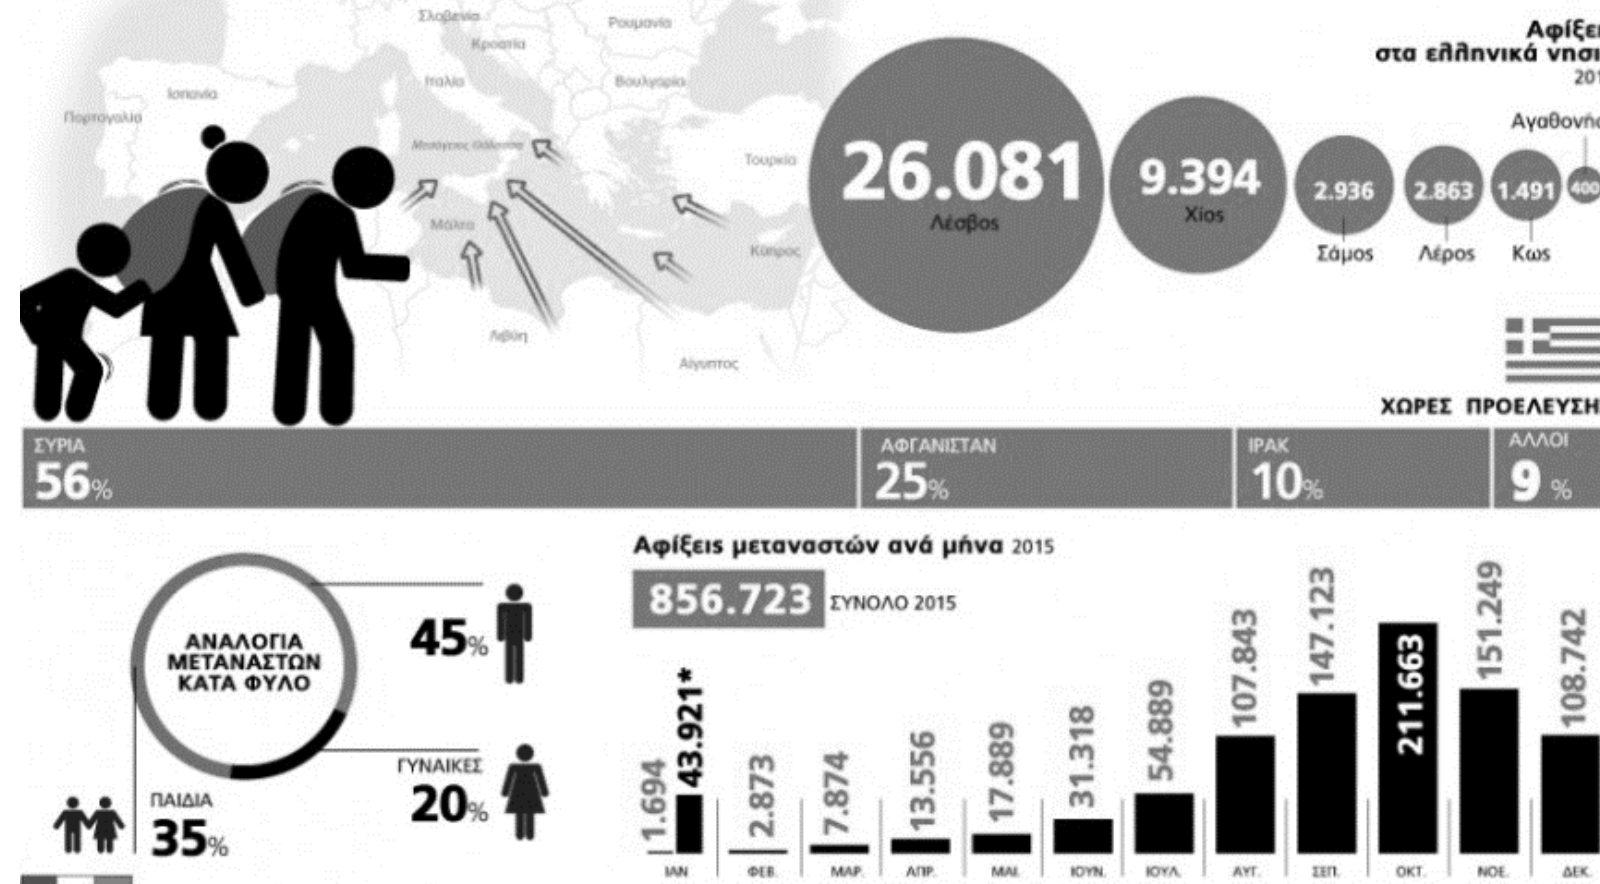 Σλοβενία
Ρουμανία
Κροατία
Ιταλία
Βουλγαρία
Ισπανία
Πορτογαλία
Μεσόγειος Θάλασσα
Τουρκία
Μάλτα
Κύπρος
Λιβύη
Αίγυπτος
Αφίξει
στα ελληνικά νησι
201
Αγαθονήσ
26.081
Λέσβος
9.394
Χίος
2.936
Σάμος
2.863
Λέρος
1.491
Κως
400
ΧΩΡΕΣ ΠΡΟΕΛΕΥΣΗ
ΣΥΡΙΑ
56%
ΑΦΓΑΝΙΣΤΑΝ
25%
ΙΡΑΚ
10%
ΑΛΛΟΙ
9 %
ΑΝΑΛΟΓΙΑ
ΜΕΤΑΝΑΣΤΩΝ
ΚΑΤΑ ΦΥΛΟ
45%
ΓΥΝΑΙΚΕΣ
20%
ΠΑΙΔΙΑ
35%
Αφίξεις μεταναστών ανά μήνα 2015
856.723 ΣΥΝΟΛΟ 2015
1.694
43.921*
2.873
7.874
13.556
17.889
31.318
54.889
107.843
147.123
211.663
151.249
108.742
ΙΑΝ
ΦΕΒ.
ΜΑΡ.
ΑΠΡ.
ΜΑΙ.
ΙΟΥΝ.
ΙΟΥΛ.
ΑΥΓ.
ΣΕΠ.
ΟΚΤ.
ΝΟΕ.
ΔΕΚ.